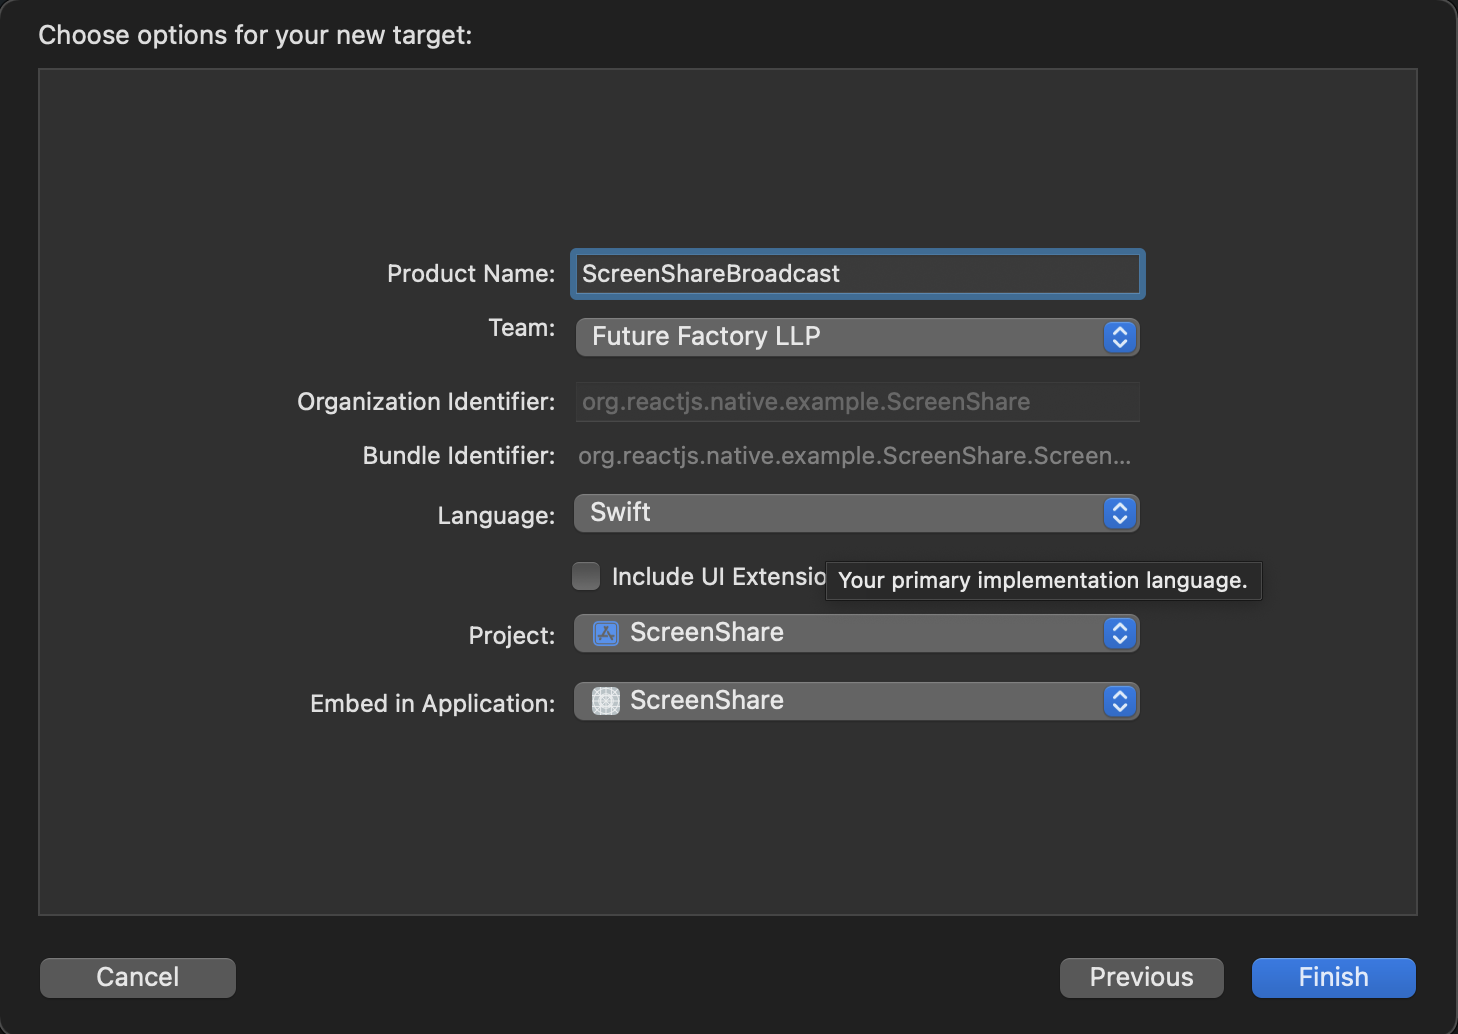 Choose options for your new target:
Product Name: ScreenShareBroadcast
Team: Future Factory LLP
Organization Identifier: org.reactjs.native.example.ScreenShare
Bundle Identifier: org.reactjs.native.example.ScreenShare.Screen...
Language: Swift
Include UI Extensio
Your primary implementation language.
Project: ScreenShare
Embed in Application: ScreenShare
Cancel Previous Finish